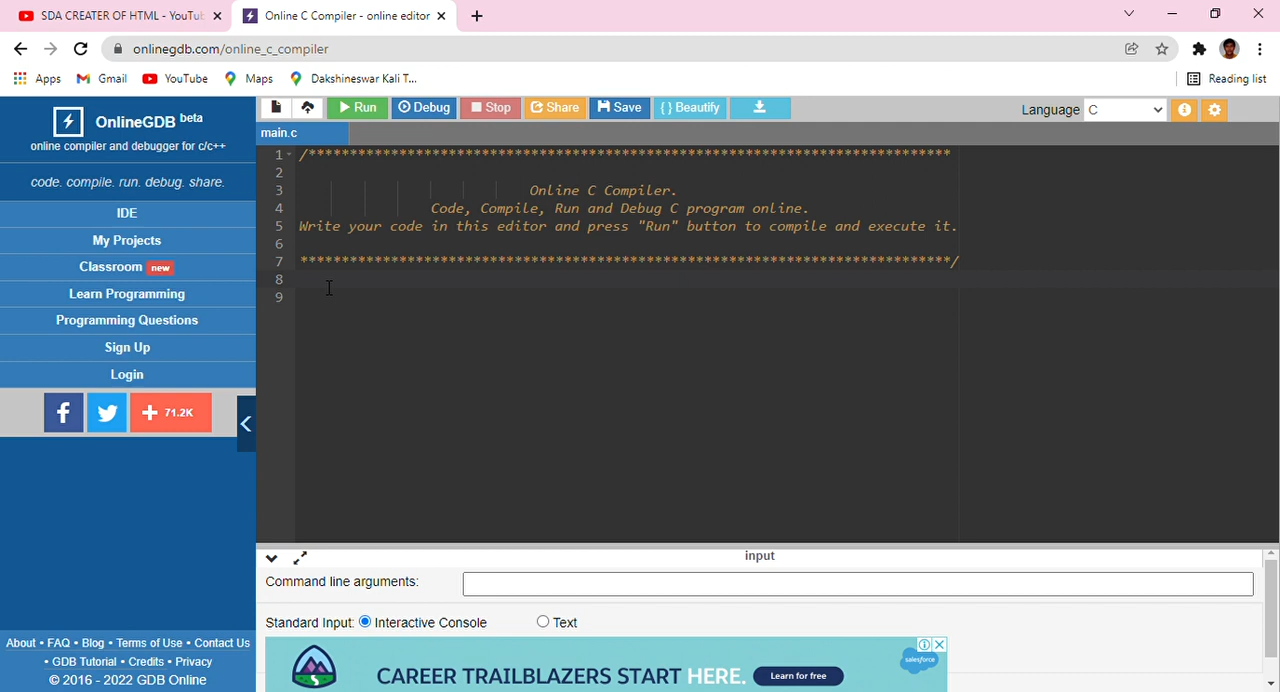 SDA CREATER OF HTML - YouTu
Online C Compiler - online editor
onlinegdb.com/online_c_compiler
Apps Gmail YouTube Maps Dakshineswar Kali T... Reading list
OnlineGDB beta
online compiler and debugger for c/c++
code. compile. run. debug. share.
IDE
My Projects
Classroom new
Learn Programming
Programming Questions
Sign Up
Login
f + 71.2K
About • FAQ • Blog • Terms of Use • Contact Us
• GDB Tutorial • Credits • Privacy
© 2016 - 2022 GDB Online
Run Debug Stop Share Save { } Beautify Language C
main.c
1 /******************************************************************************
2
3 Online C Compiler.
4 Code, Compile, Run and Debug C program online.
5 Write your code in this editor and press "Run" button to compile and execute it.
6
7 *******************************************************************************/
8
9
input
Command line arguments:
Standard Input: Interactive Console Text
CAREER TRAILBLAZERS START HERE. Learn for free salesforce